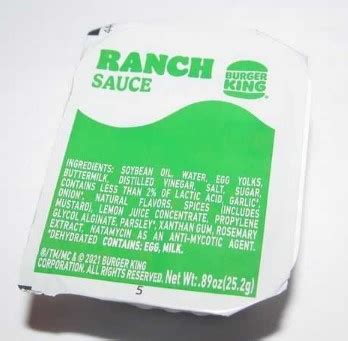 RANCH
SAUCE
BURGER
KING
INGREDIENTS: SOYBEAN OIL, WATER, EGG YOLKS,
BUTTERMILK, DISTILLED VINEGAR, SALT, SUGAR,
CONTAINS LESS THAN 2% OF LACTIC ACID, GARLIC*,
ONION*, NATURAL FLAVORS, SPICES (INCLUDES
MUSTARD), LEMON JUICE CONCENTRATE, PROPYLENE
GLYCOL ALGINATE, PARSLEY*, XANTHAN GUM, ROSEMARY
EXTRACT, NATAMYCIN AS AN ANTI-MYCOTIC AGENT.
*DEHYDRATED CONTAINS: EGG, MILK.
®/TM/MC & © 2021 BURGER KING
CORPORATION. ALL RIGHTS RESERVED. Net Wt.: .89oz (25.2g)
5